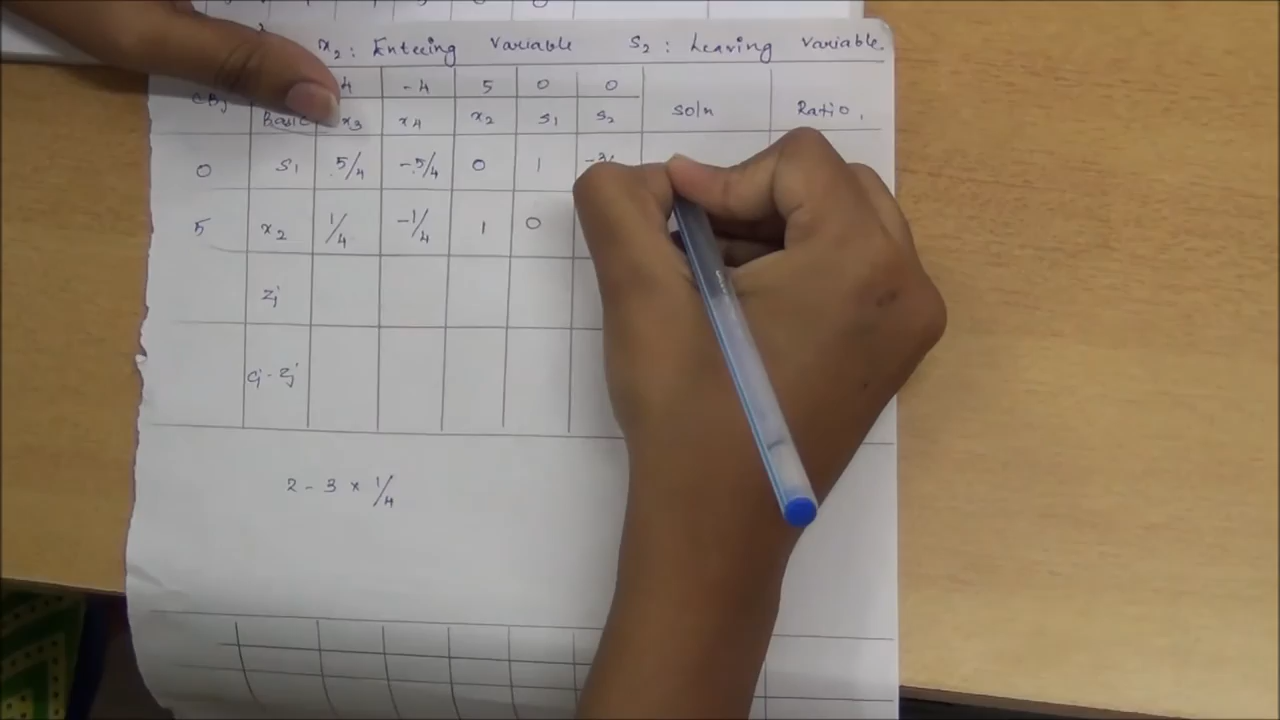 x2 : Entering variable S2 : Leaving variable.
4 -4 5 0 0
CBj Basic x3 x4 x2 S1 S2 soln Ratio,
0 S1 5/4 -5/4 0 1
5 x2 1/4 -1/4 1 0
Zj
Cj - Zj
2 - 3 x 1/4